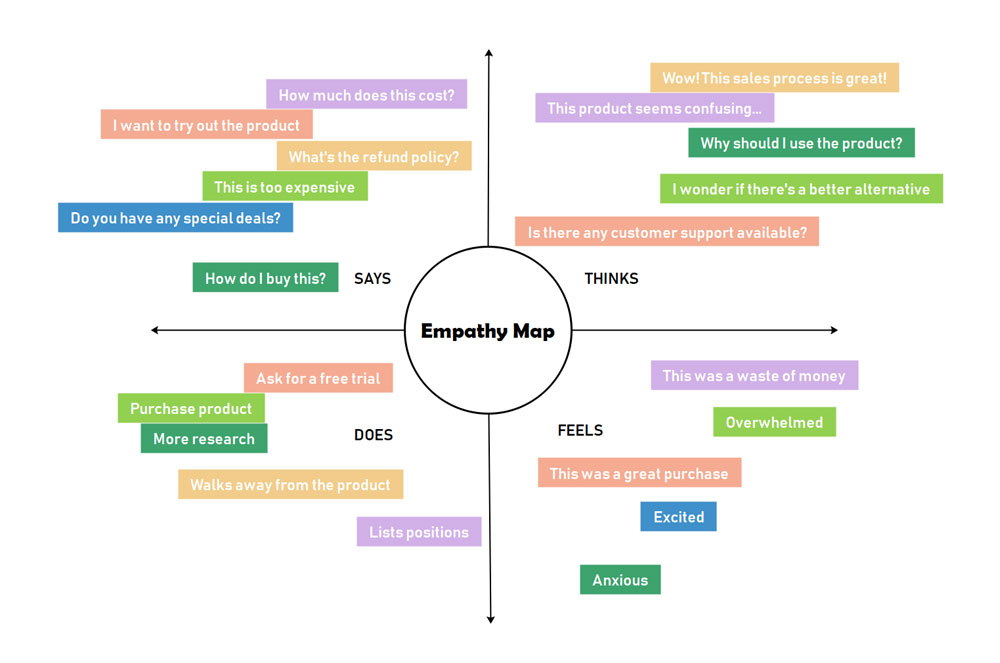 How much does this cost?
I want to try out the product
What's the refund policy?
This is too expensive
Do you have any special deals?
How do I buy this?
SAYS
Wow! This sales process is great!
This product seems confusing...
Why should I use the product?
I wonder if there's a better alternative
Is there any customer support available?
THINKS
Empathy Map
Ask for a free trial
Purchase product
More research
DOES
Walks away from the product
Lists positions
This was a waste of money
Overwhelmed
FEELS
This was a great purchase
Excited
Anxious